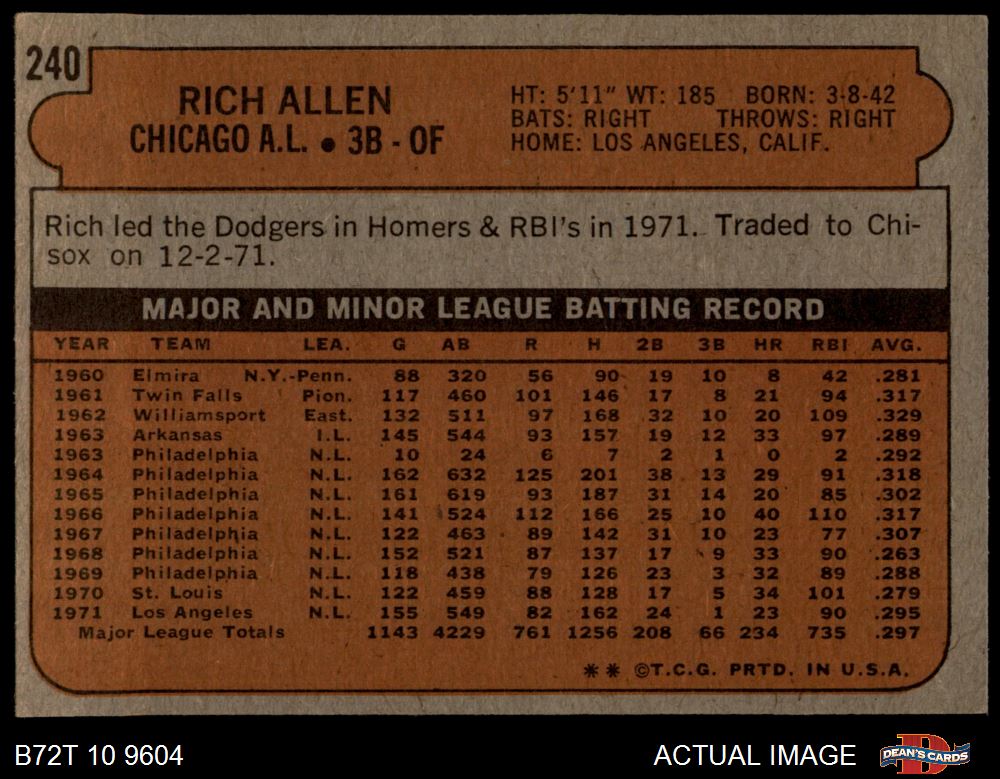 240
RICH ALLEN
CHICAGO A.L. • 3B - OF
HT: 5'11" WT: 185 BORN: 3-8-42
BATS: RIGHT THROWS: RIGHT
HOME: LOS ANGELES, CALIF.
Rich led the Dodgers in Homers & RBI's in 1971. Traded to Chi-
sox on 12-2-71.
MAJOR AND MINOR LEAGUE BATTING RECORD
YEAR TEAM LEA. G AB R H 2B 3B HR RBI AVG.
1960 Elmira N.Y.-Penn. 88 320 56 90 19 10 8 42 .281
1961 Twin Falls Pion. 117 460 101 146 17 8 21 94 .317
1962 Williamsport East. 132 511 97 168 32 10 20 109 .329
1963 Arkansas I.L. 145 544 93 157 19 12 33 97 .289
1963 Philadelphia N.L. 10 24 6 7 2 1 0 2 .292
1964 Philadelphia N.L. 162 632 125 201 38 13 29 91 .318
1965 Philadelphia N.L. 161 619 93 187 31 14 20 85 .302
1966 Philadelphia N.L. 141 524 112 166 25 10 40 110 .317
1967 Philadelphia N.L. 122 463 89 142 31 10 23 77 .307
1968 Philadelphia N.L. 152 521 87 137 17 9 33 90 .263
1969 Philadelphia N.L. 118 438 79 126 23 3 32 89 .288
1970 St. Louis N.L. 122 459 88 128 17 5 34 101 .279
1971 Los Angeles N.L. 155 549 82 162 24 1 23 90 .295
Major League Totals 1143 4229 761 1256 208 66 234 735 .297
** ©T.C.G. PRTD. IN U.S.A.
B72T 10 9604
ACTUAL IMAGE
DEAN'S CARDS